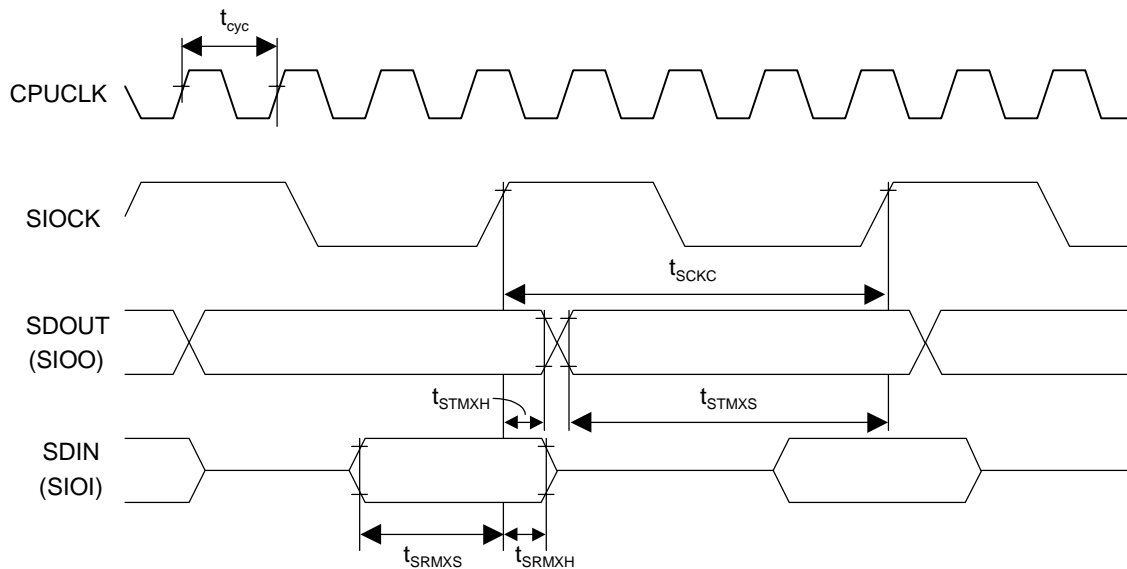 tcyc
CPUCLK
SIOCK
tSCKC
SDOUT
(SIOO)
tSTMXH
tSTMXS
SDIN
(SIOI)
tSRMXS
tSRMXH